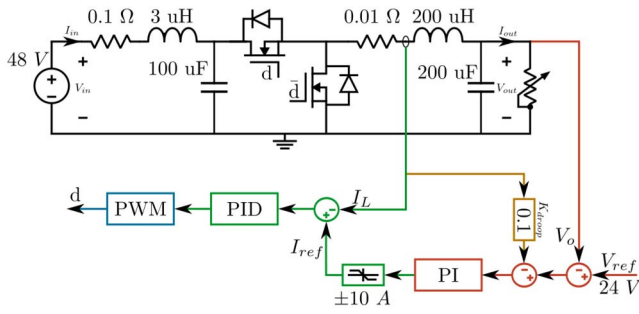 0.1 Ω 3 uH 0.01 Ω 200 uH
I_in I_out
48 V + 100 uF d d̄ 200 uF +
+ - V_in V_out
- -
d PWM PID + - I_L
K_droop 0.1
I_ref V_o
PI - + - + V_ref
24 V
±10 A